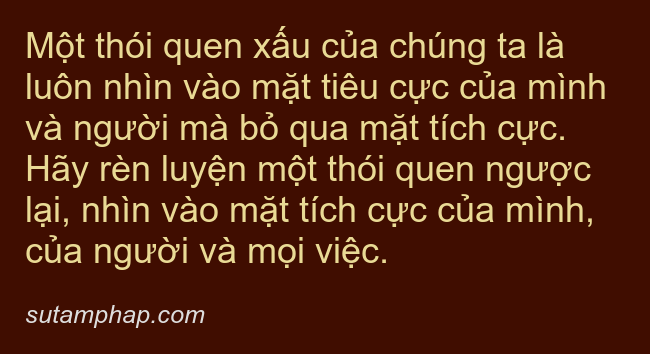 Một thói quen xấu của chúng ta là
luôn nhìn vào mặt tiêu cực của mình
và người mà bỏ qua mặt tích cực.
Hãy rèn luyện một thói quen ngược
lại, nhìn vào mặt tích cực của mình,
của người và mọi việc.
sutamphap.com